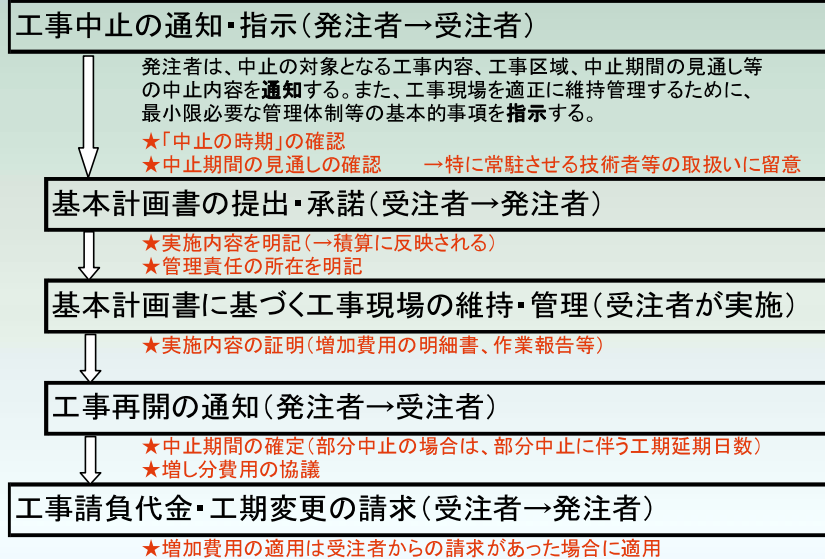 工事中止の通知・指示(発注者→受注者)
発注者は、中止の対象となる工事内容、工事区域、中止期間の見通し等
の中止内容を通知する。また、工事現場を適正に維持管理するために、
最小限必要な管理体制等の基本的事項を指示する。
★「中止の時期」の確認
★中止期間の見通しの確認　→特に常駐させる技術者等の取扱いに留意
基本計画書の提出・承諾(受注者→発注者)
★実施内容を明記(→積算に反映される)
★管理責任の所在を明記
基本計画書に基づく工事現場の維持・管理(受注者が実施)
★実施内容の証明(増加費用の明細書、作業報告等)
工事再開の通知(発注者→受注者)
★中止期間の確定(部分中止の場合は、部分中止に伴う工期延期日数)
★増し分費用の協議
工事請負代金・工期変更の請求(受注者→発注者)
★増加費用の適用は受注者からの請求があった場合に適用